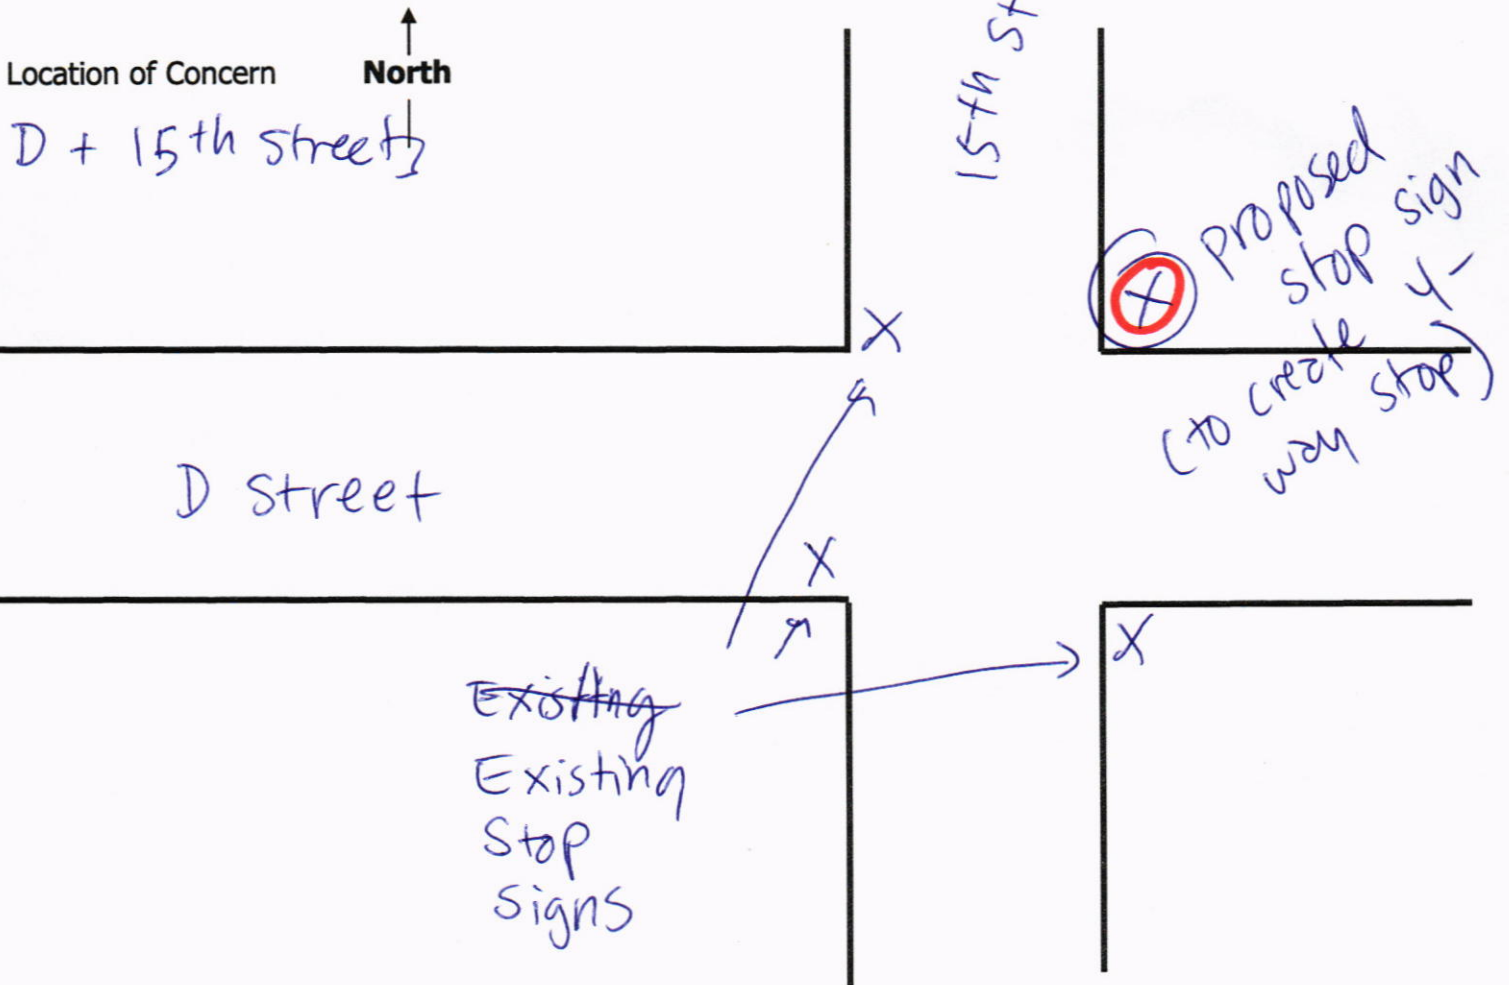 North
Location of Concern
D + 15th Streets
15th St
proposed
stop sign
(to create 4-
way stop)
X
X
D Street
X
X
Existing
Existing
Stop
Signs